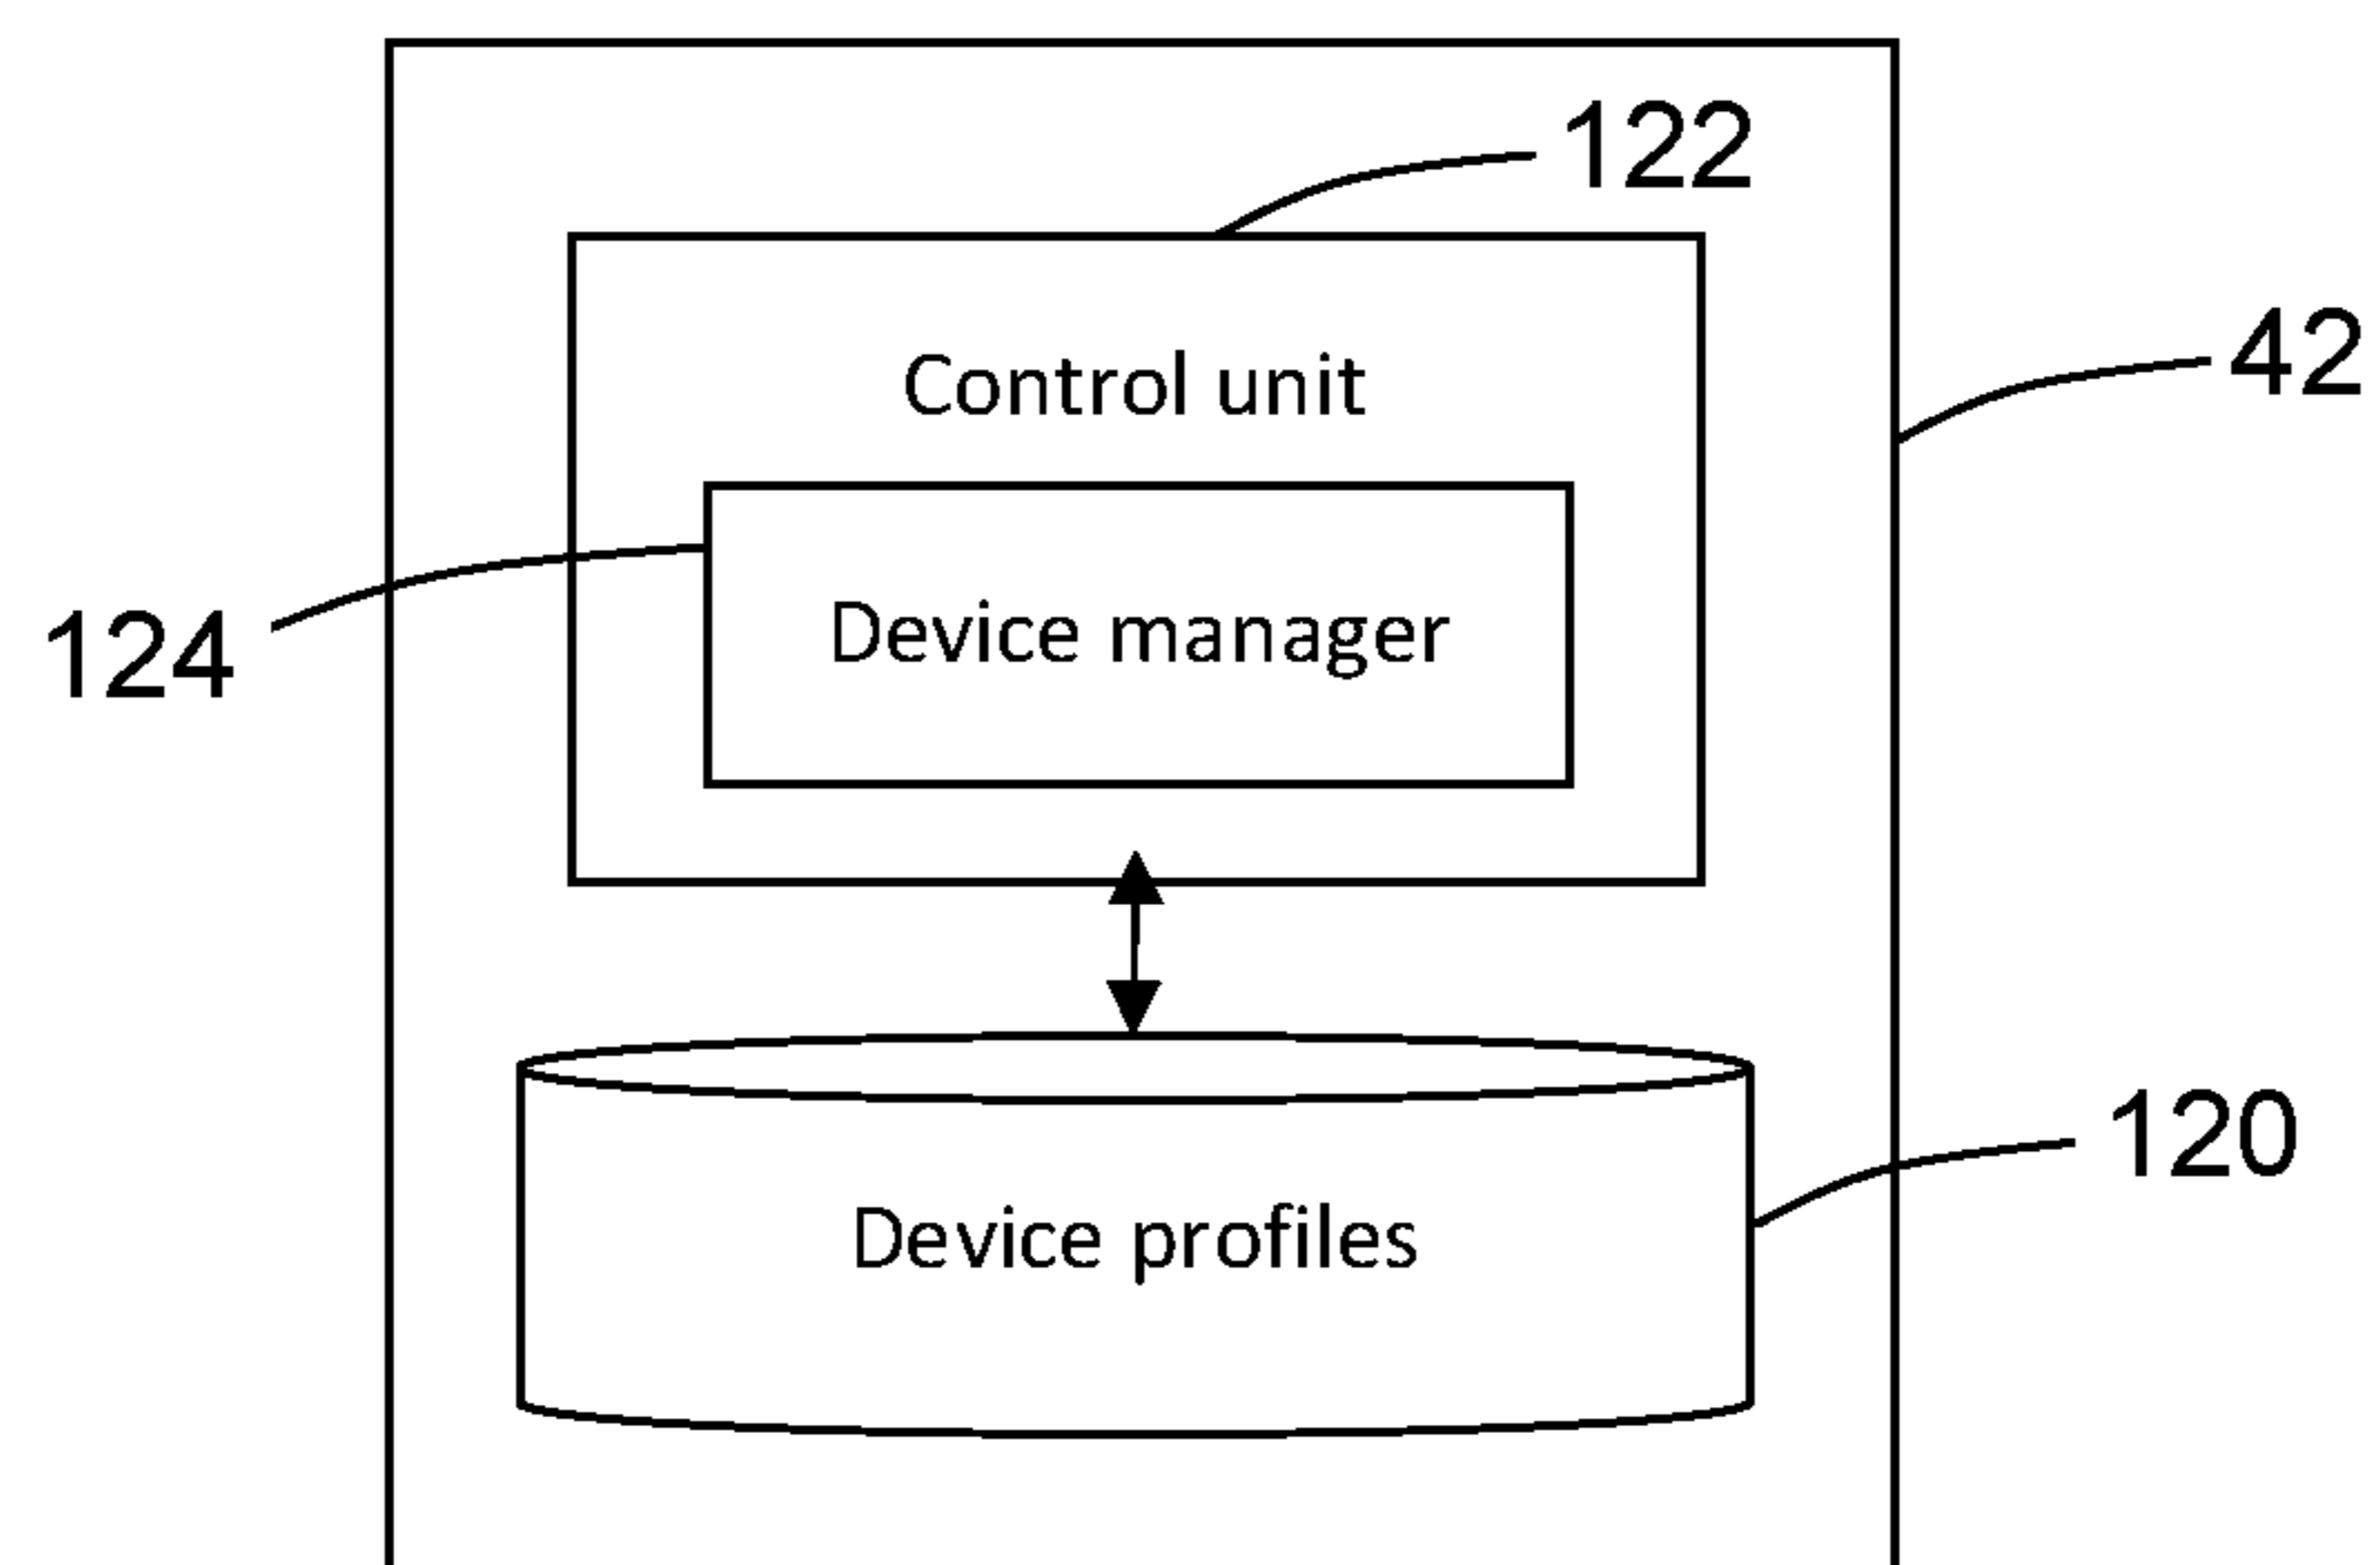 122
42
Control unit
124
Device manager
120
Device profiles